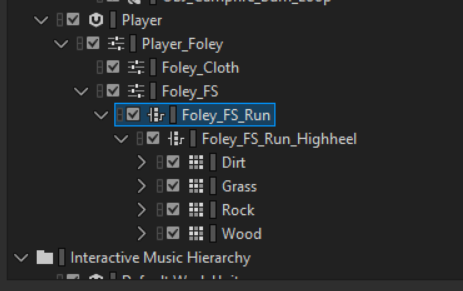 Player
Player_Foley
Foley_Cloth
Foley_FS
Foley_FS_Run
Foley_FS_Run_Highheel
Dirt
Grass
Rock
Wood
Interactive Music Hierarchy